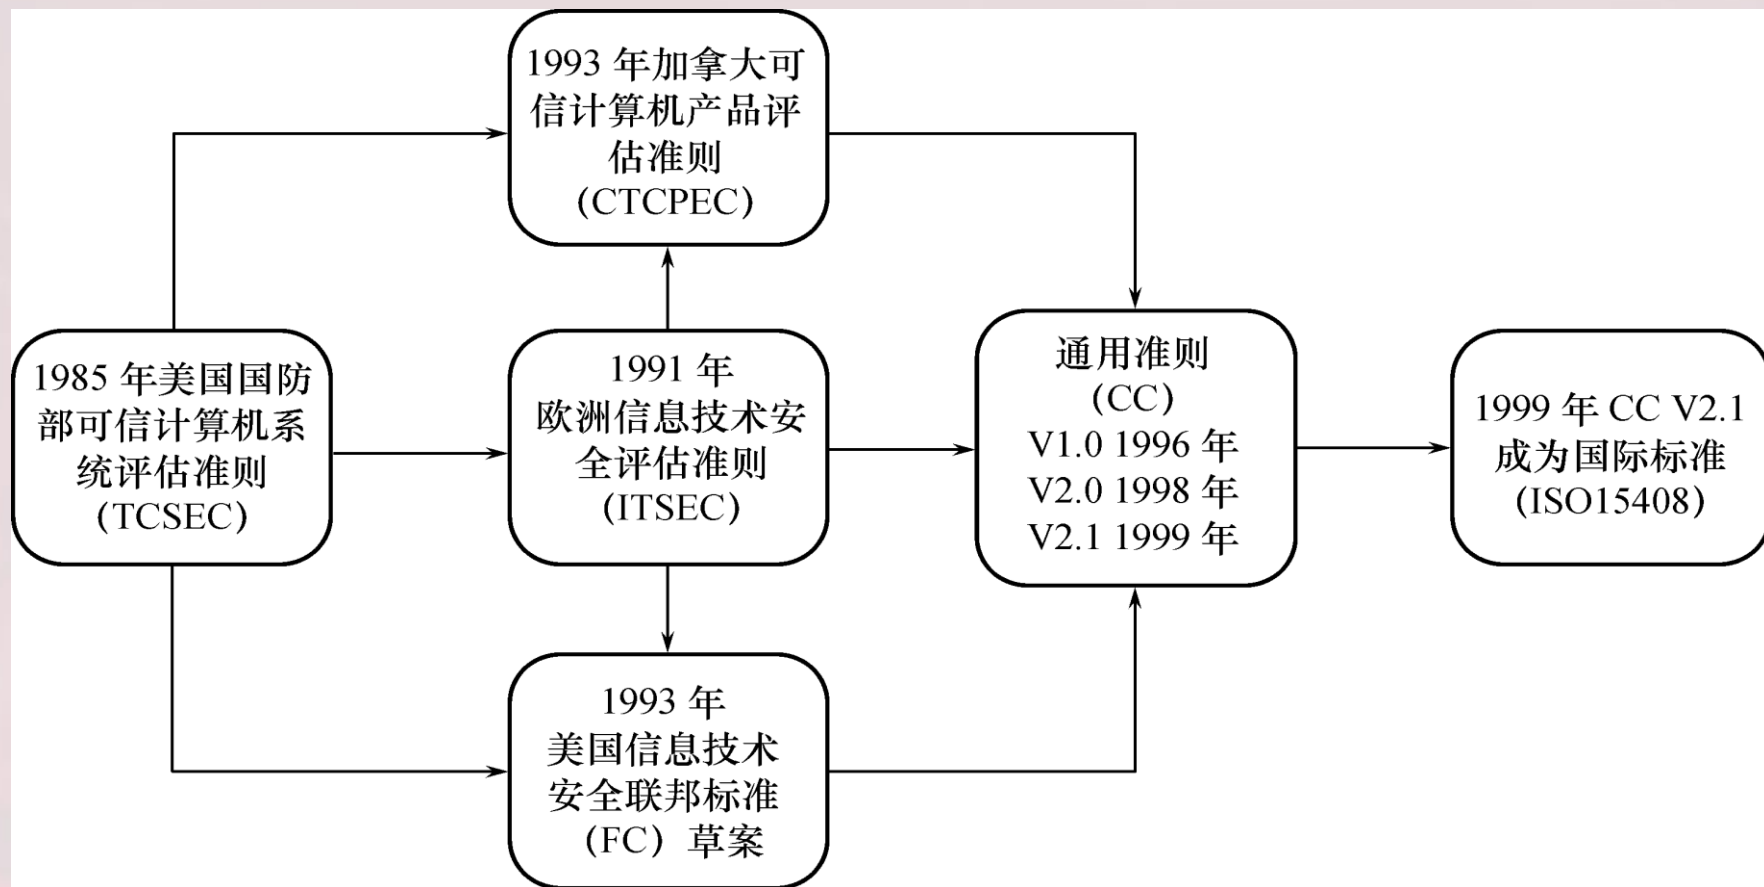 1993 年加拿大可
信计算机产品评
估准则
(CTCPEC)
1985 年美国国防
部可信计算机系
统评估准则
(TCSEC)
1991 年
欧洲信息技术安
全评估准则
(ITSEC)
1993 年
美国信息技术
安全联邦标准
(FC) 草案
通用准则
(CC)
V1.0 1996 年
V2.0 1998 年
V2.1 1999 年
1999 年 CC V2.1
成为国际标准
(ISO15408)